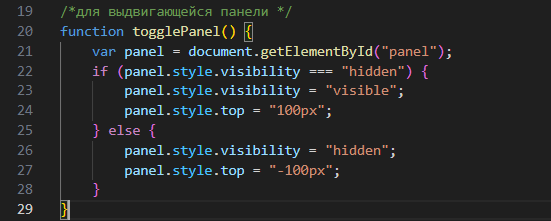 19 /*для выдвигающейся панели */
20 function togglePanel() {
21 var panel = document.getElementById("panel");
22 if (panel.style.visibility === "hidden") {
23 panel.style.visibility = "visible";
24 panel.style.top = "100px";
25 } else {
26 panel.style.visibility = "hidden";
27 panel.style.top = "-100px";
28 }
29 }